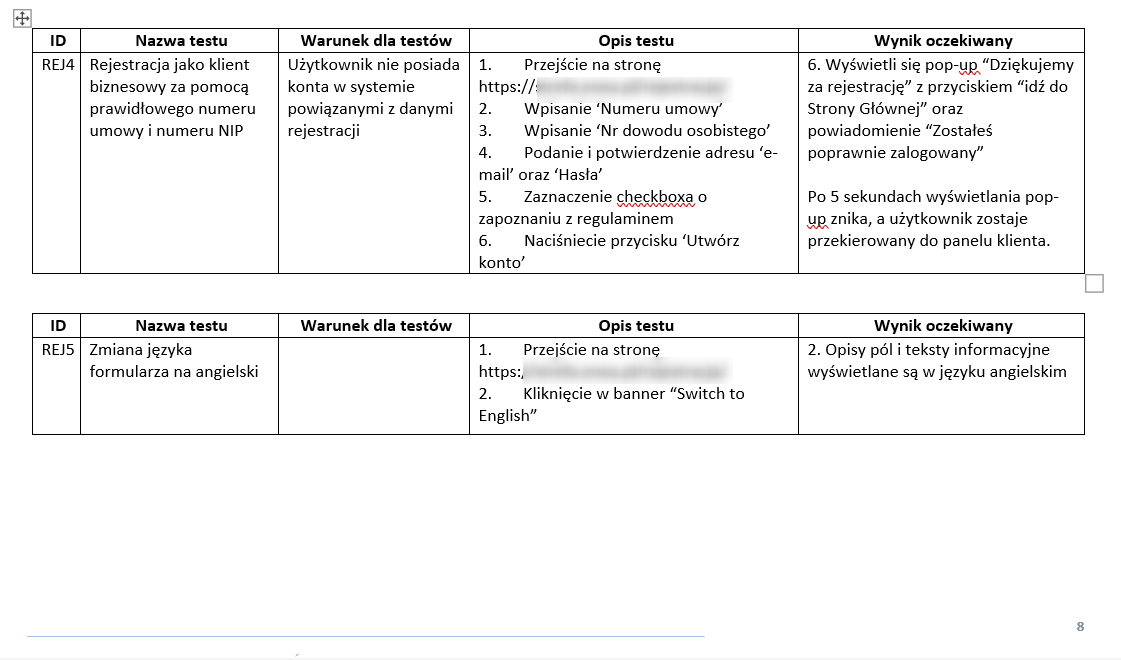 ID Nazwa testu Warunek dla testów Opis testu Wynik oczekiwany
REJ4
Rejestracja jako klient
biznesowy za pomocą
prawidłowego numeru
umowy i numeru NIP
Użytkownik nie posiada
konta w systemie
powiązanymi z danymi
rejestracji
1. Przejście na stronę
https://
2. Wpisanie ‘Numeru umowy’
3. Wpisanie ‘Nr dowodu osobistego’
4. Podanie i potwierdzenie adresu ‘e-
mail’ oraz ‘Hasła’
5. Zaznaczenie checkboxa o
zapoznaniu z regulaminem
6. Naciśniecie przycisku ‘Utwórz
konto’
6. Wyświetli się pop-up “Dziękujemy
za rejestrację” z przyciskiem “idź do
Strony Głównej” oraz
powiadomienie “Zostałeś
poprawnie zalogowany”
Po 5 sekundach wyświetlania pop-
up znika, a użytkownik zostaje
przekierowany do panelu klienta.
ID Nazwa testu Warunek dla testów Opis testu Wynik oczekiwany
REJ5
Zmiana języka
formularza na angielski
1. Przejście na stronę
https:/
2. Kliknięcie w banner “Switch to
English”
2. Opisy pól i teksty informacyjne
wyświetlane są w języku angielskim
8